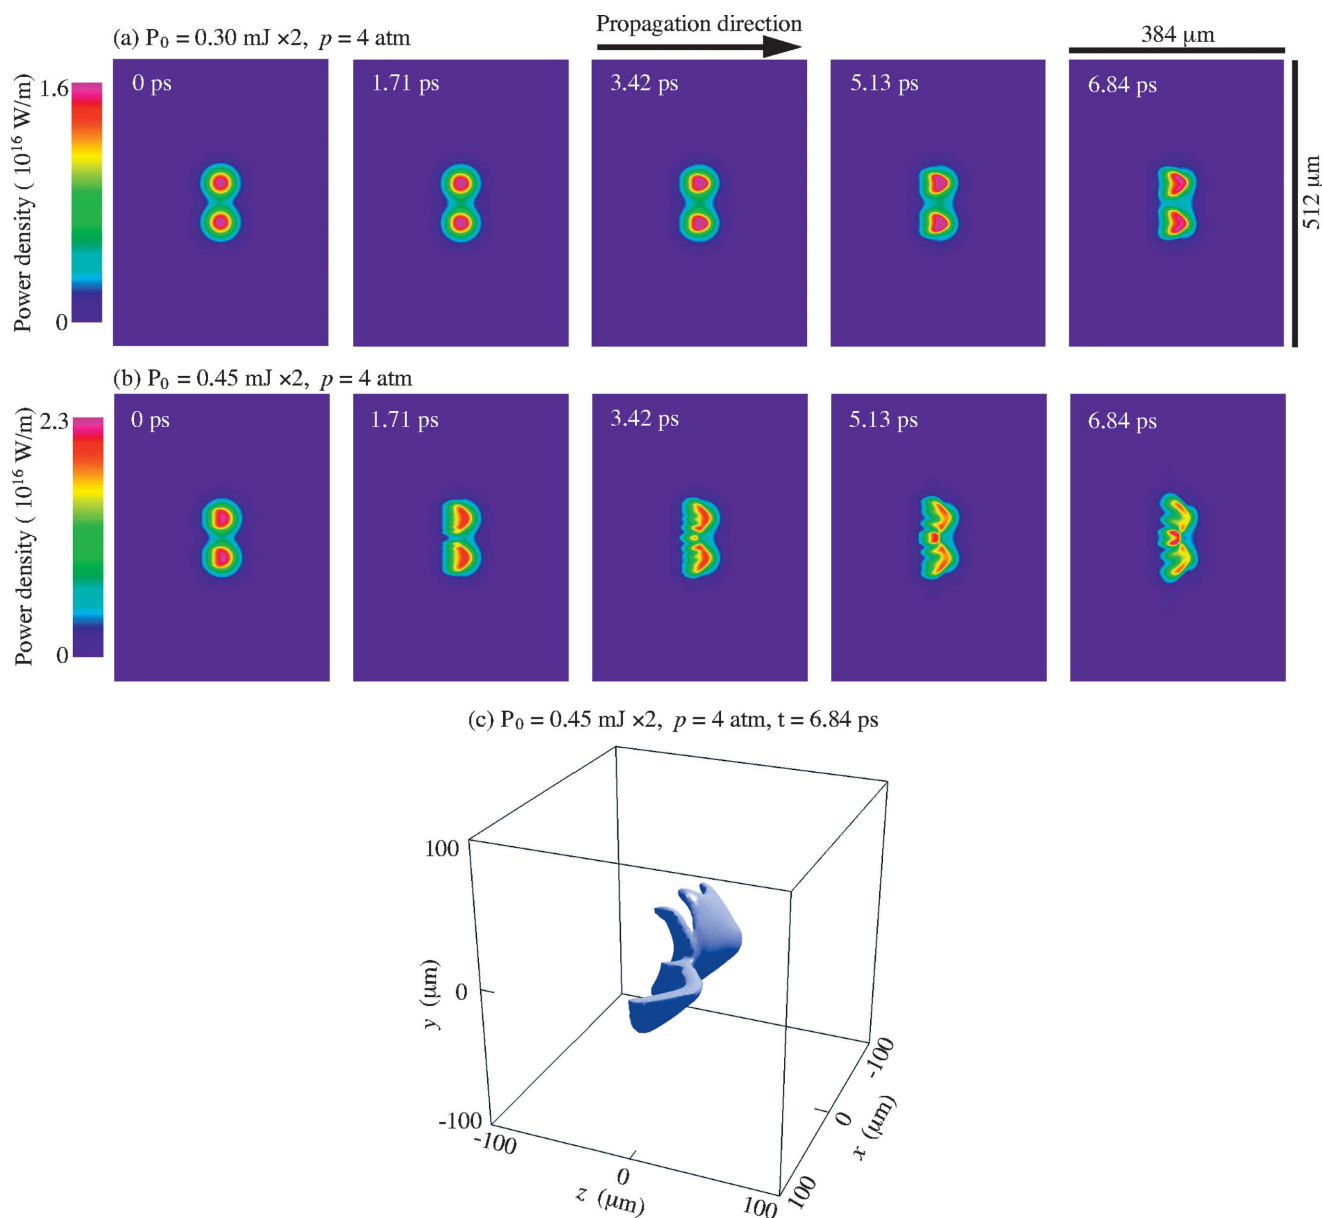 (a) P₀ = 0.30 mJ ×2, p = 4 atm
Propagation direction
384 µm
512 µm
Power density ( 10¹⁶ W/m)
1.6
0
0 ps
1.71 ps
3.42 ps
5.13 ps
6.84 ps
(b) P₀ = 0.45 mJ ×2, p = 4 atm
Power density ( 10¹⁶ W/m)
2.3
0
0 ps
1.71 ps
3.42 ps
5.13 ps
6.84 ps
(c) P₀ = 0.45 mJ ×2, p = 4 atm, t = 6.84 ps
100
0
-100
y (µm)
-100
0
100
z (µm)
-100
0
100
x (µm)